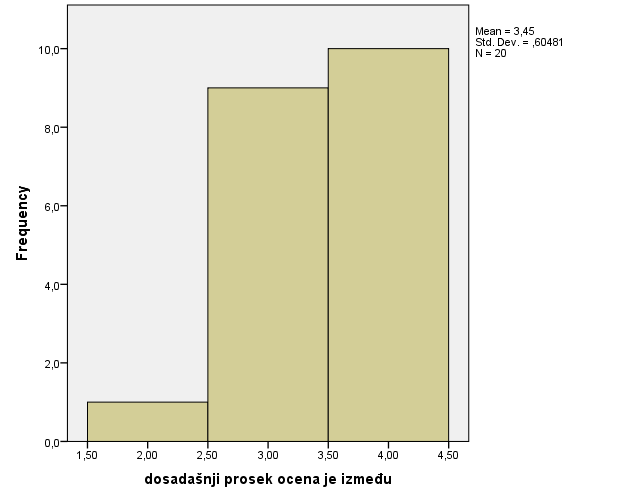 Mean = 3,45
Std. Dev. = ,60481
N = 20
10,0
8,0
6,0
4,0
2,0
0,0
Frequency
1,50 2,00 2,50 3,00 3,50 4,00 4,50
dosadašnji prosek ocena je između